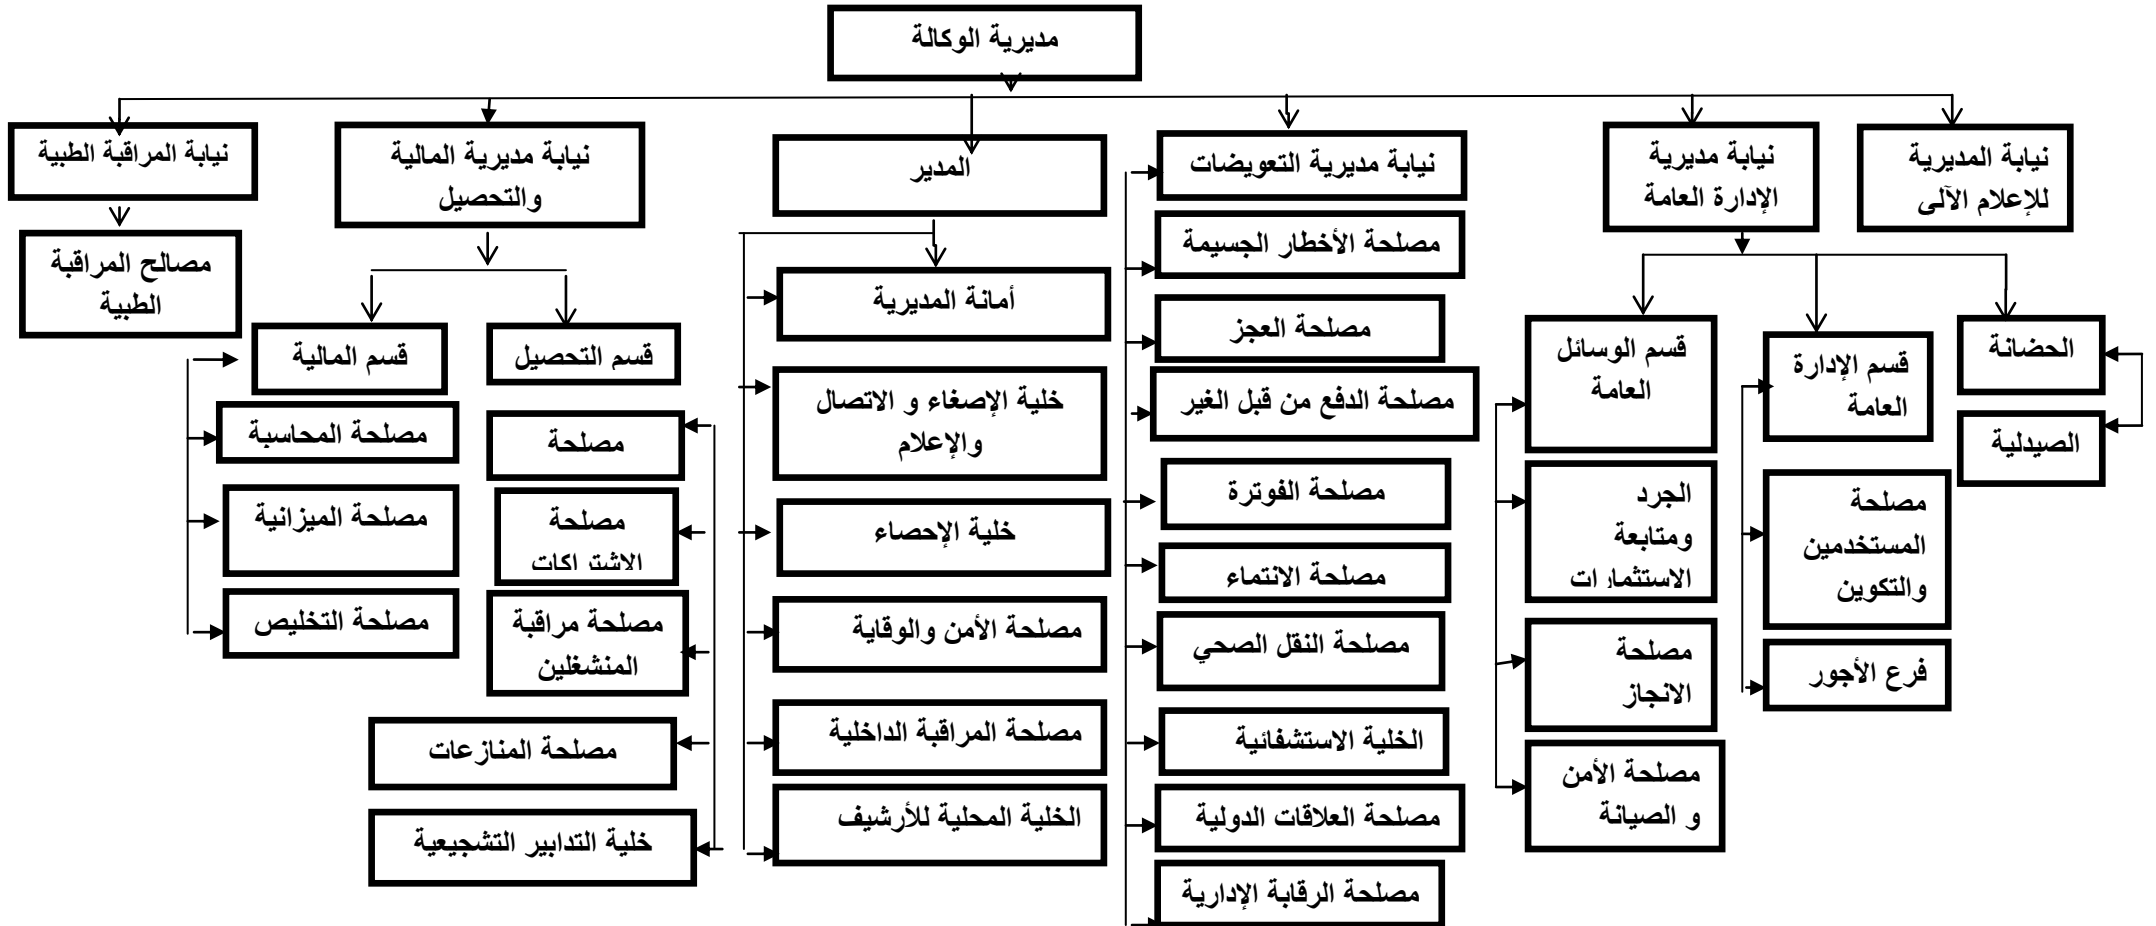 مديرية الوكالة
نيابة المديرية
للإعلام الآلى
نيابة مديرية
الإدارة العامة
نيابة مديرية التعويضات
المدير
نيابة مديرية المالية
والتحصيل
نيابة المراقبة الطبية
الحضانة
الصيدلية
قسم الإدارة
العامة
مصلحة
المستخدمين
والتكوين
فرع الأجور
قسم الوسائل
العامة
الجرد
ومتابعة
الاستثمارات
مصلحة
الانجاز
مصلحة الأمن
و الصيانة
مصلحة الأخطار الجسيمة
مصلحة العجز
مصلحة الدفع من قبل الغير
مصلحة الفوترة
مصلحة الانتماء
مصلحة النقل الصحي
الخلية الاستشفائية
مصلحة العلاقات الدولية
مصلحة الرقابة الإدارية
أمانة المديرية
خلية الإصغاء و الاتصال
والإعلام
خلية الإحصاء
مصلحة الأمن والوقاية
مصلحة المراقبة الداخلية
الخلية المحلية للأرشيف
قسم التحصيل
مصلحة
مصلحة
الاشتراكات
مصلحة مراقبة
المنشغلين
مصلحة المنازعات
خلية التدابير التشجيعية
قسم المالية
مصلحة المحاسبة
مصلحة الميزانية
مصلحة التخليص
مصالح المراقبة
الطبية